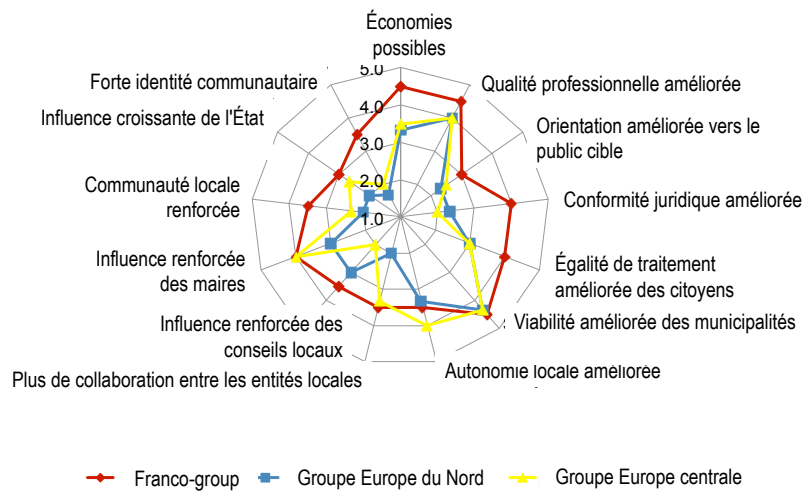 Économies
possibles
5.0
Forte identité communautaire
Qualité professionnelle améliorée
4.0
Influence croissante de l'État
Orientation améliorée vers le
public cible
3.0
Communauté locale
renforcée
2.0
Conformité juridique améliorée
1.0
Influence renforcée
des maires
Égalité de traitement
améliorée des citoyens
Influence renforcée des
conseils locaux
Viabilité améliorée des municipalités
Plus de collaboration entre les entités locales
Autonomie locale améliorée
Franco-group
Groupe Europe du Nord
Groupe Europe centrale